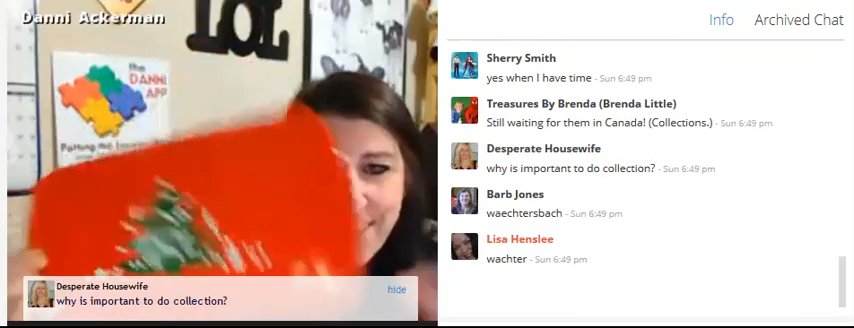 Danni Ackerman
LOL
the
DANNI
APP
Desperate Housewife
why is important to do collection?
hide
Info Archived Chat
Sherry Smith
yes when I have time - Sun 6:49 pm
Treasures By Brenda (Brenda Little)
Still waiting for them in Canada! (Collections.) - Sun 6:49 pm
Desperate Housewife
why is important to do collection? - Sun 6:49 pm
Barb Jones
waechtersbach - Sun 6:49 pm
Lisa Henslee
wachter - Sun 6:49 pm